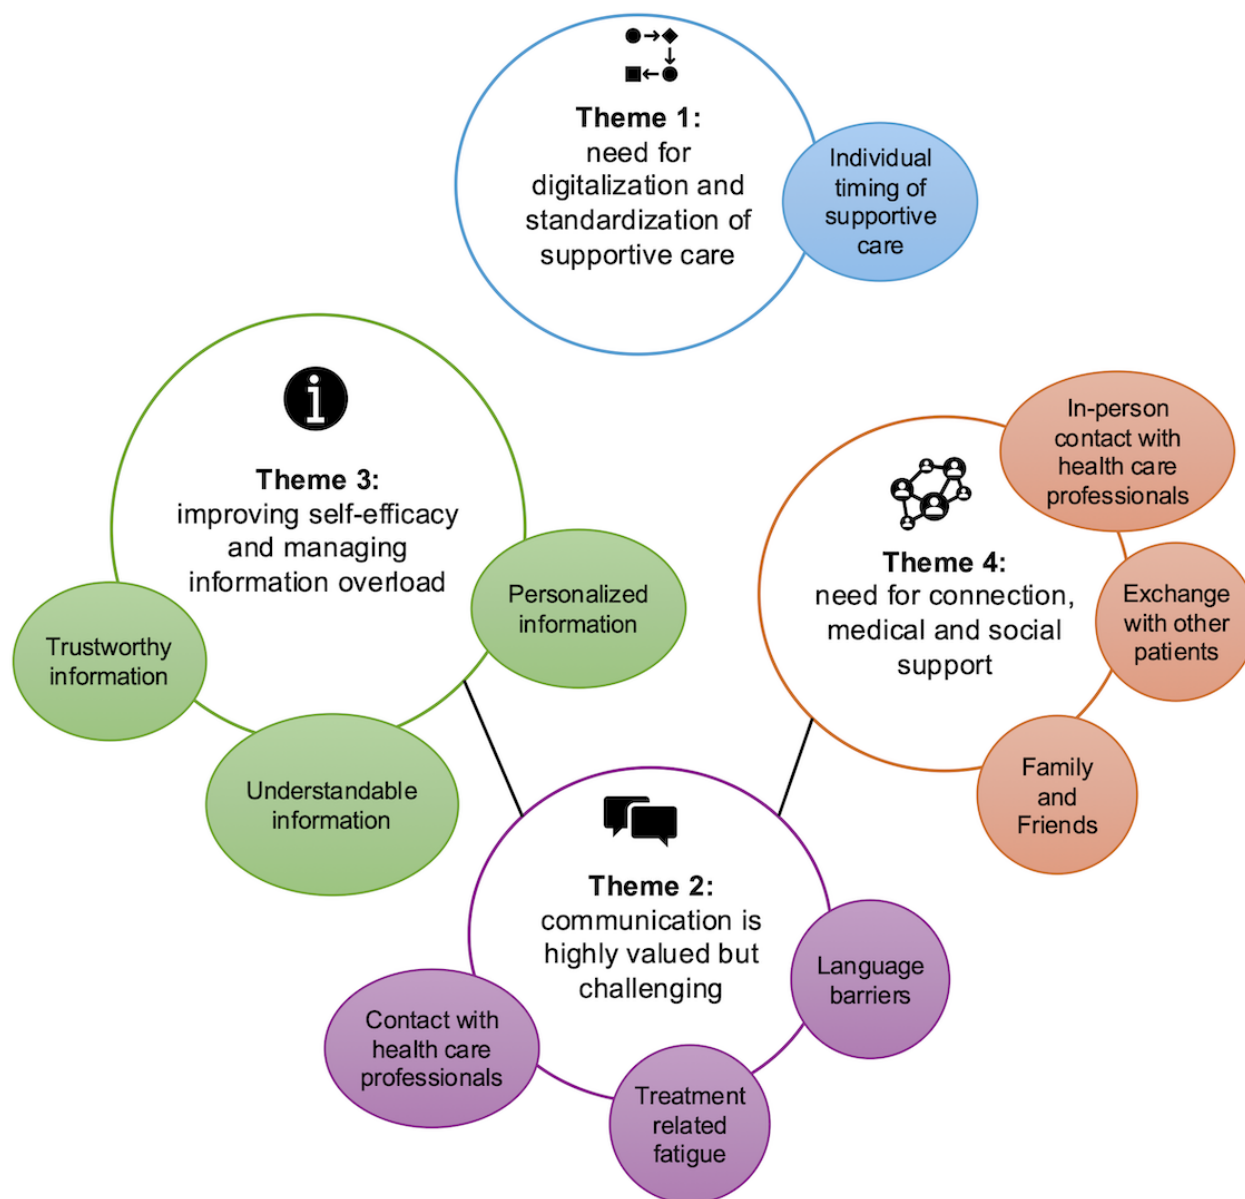 Theme 1:
need for
digitalization and
standardization of
supportive care
Individual
timing of
supportive
care
Theme 3:
improving self-efficacy
and managing
information overload
Trustworthy
information
Understandable
information
Personalized
information
Theme 4:
need for connection,
medical and social
support
In-person
contact with
health care
professionals
Exchange
with other
patients
Family
and
Friends
Theme 2:
communication is
highly valued but
challenging
Contact with
health care
professionals
Treatment
related
fatigue
Language
barriers